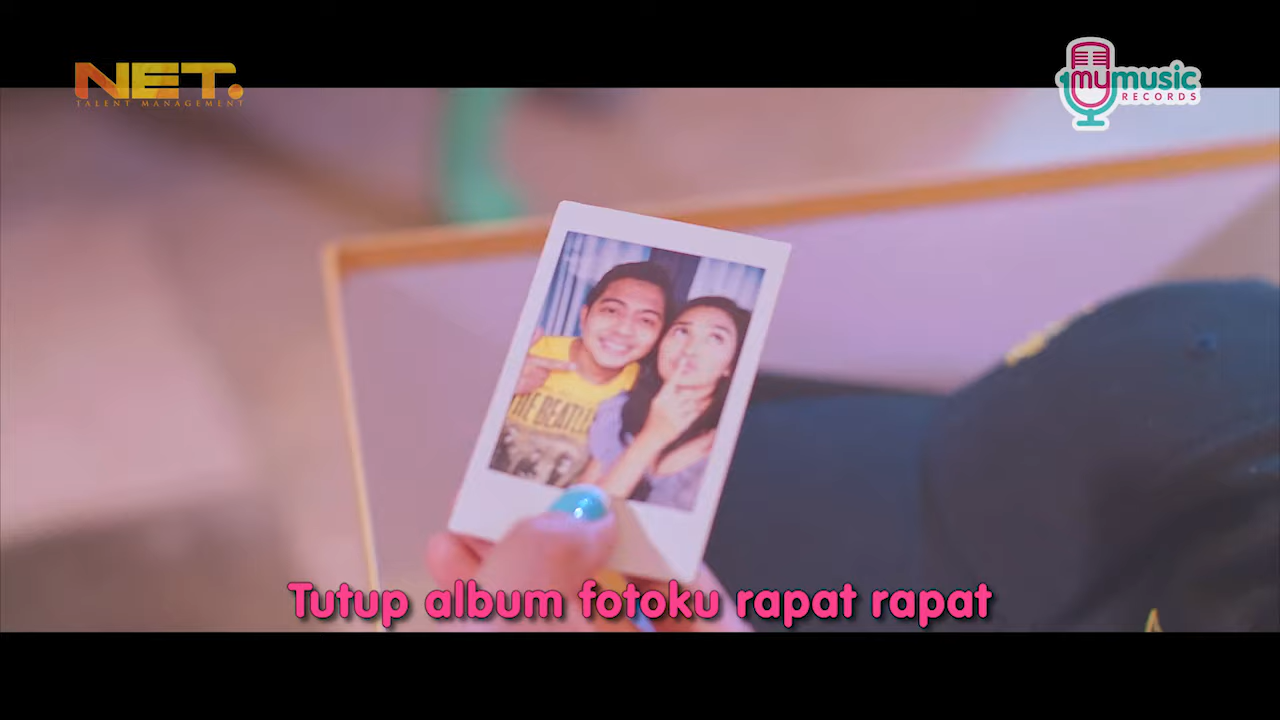 NET.
TALENT MANAGEMENT
my music
RECORDS
THE BEATLES
Tutup album fotoku rapat rapat